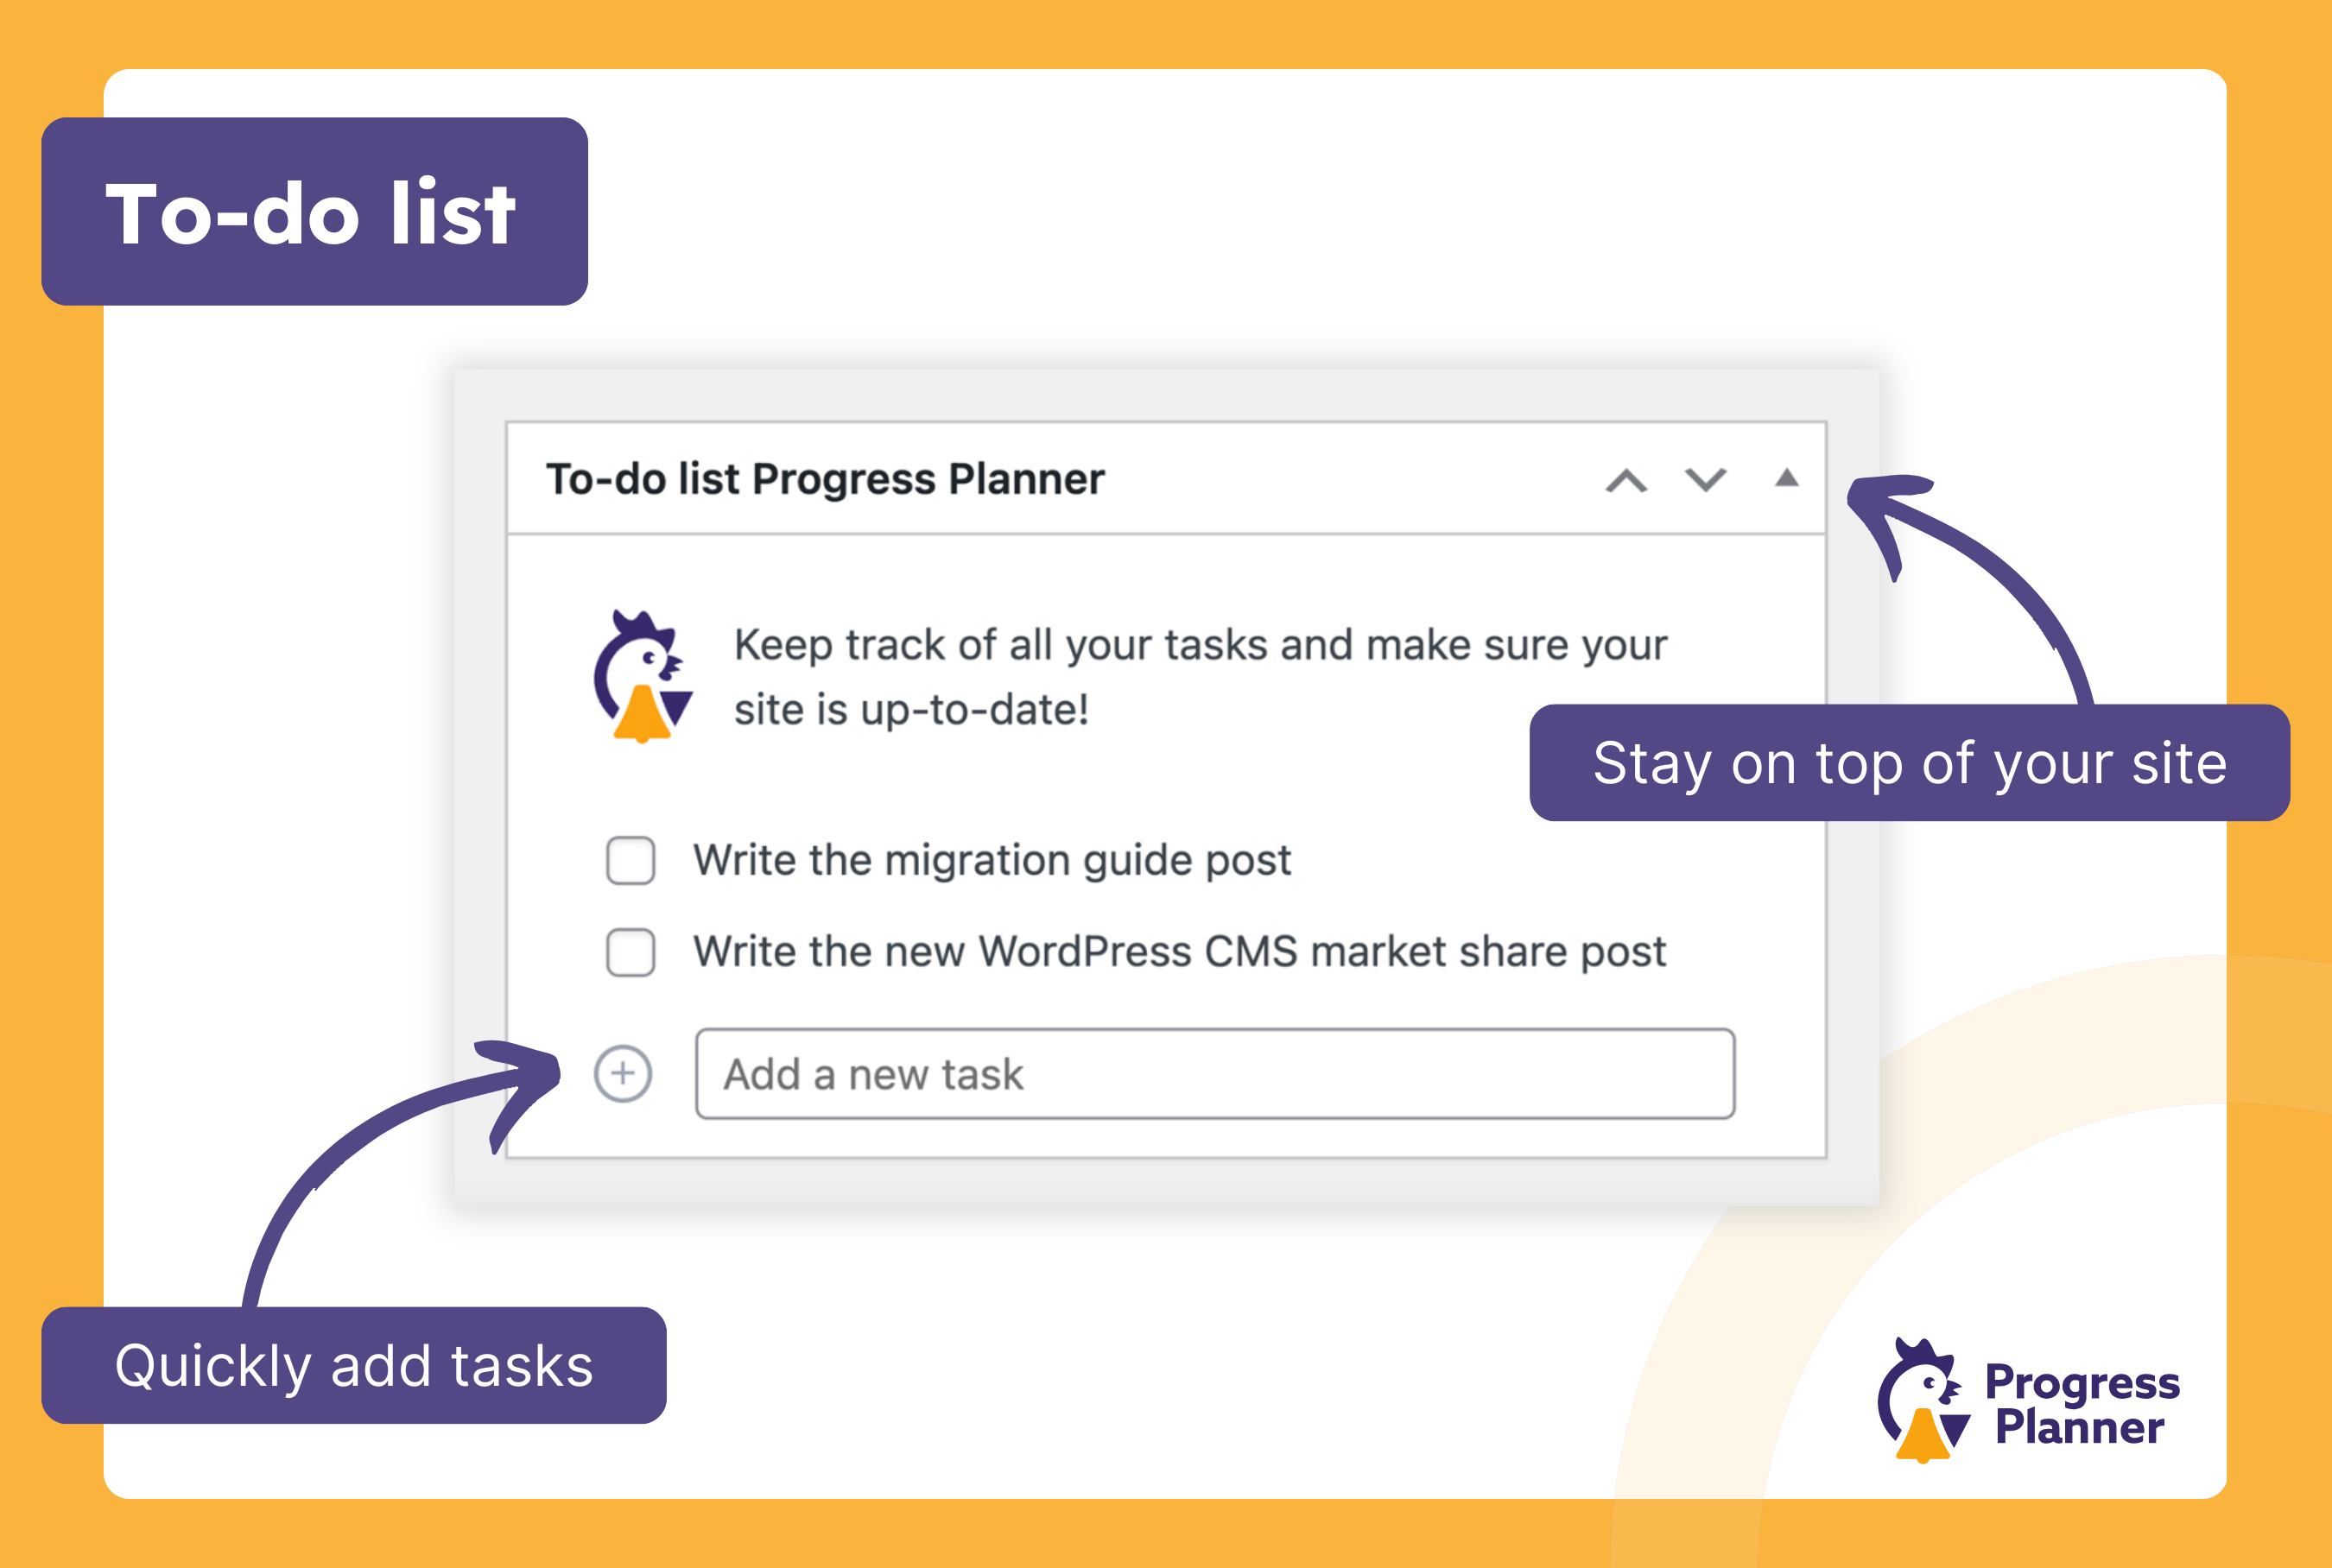 To-do list
To-do list Progress Planner
Keep track of all your tasks and make sure your
site is up-to-date!
Stay on top of your site
Write the migration guide post
Write the new WordPress CMS market share post
Add a new task
Quickly add tasks
Progress
Planner